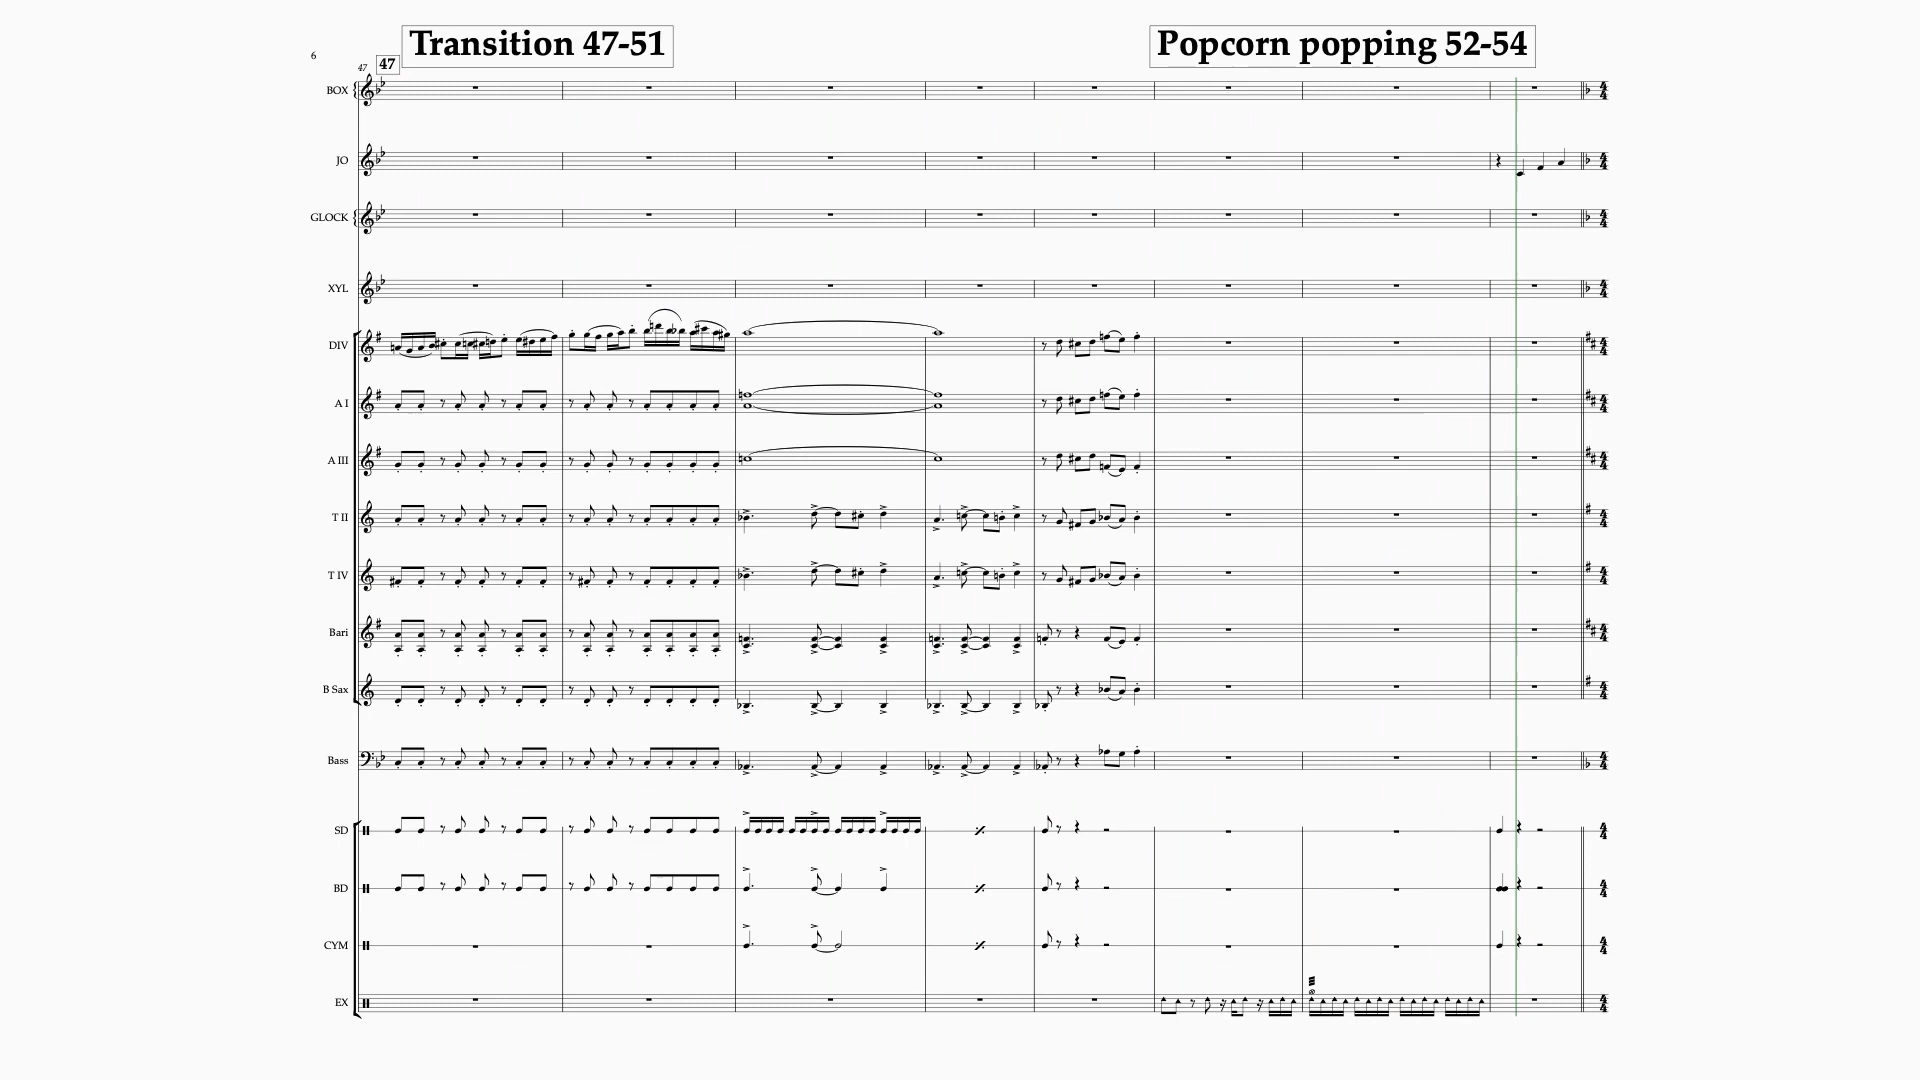 Transition 47-51
Popcorn popping 52-54
6
47
47
BOX
JO
GLOCK
XYL
DIV
A I
A III
T II
T IV
Bari
B Sax
Bass
SD
BD
CYM
EX